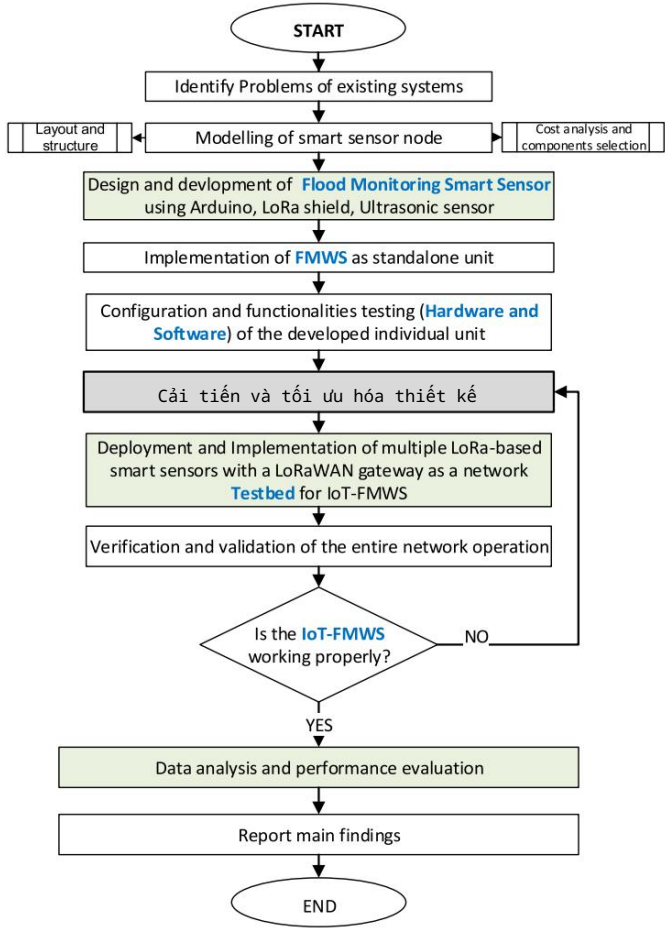 START
Identify Problems of existing systems
Layout and
structure
Modelling of smart sensor node
Cost analysis and
components selection
Design and devlopment of Flood Monitoring Smart Sensor
using Arduino, LoRa shield, Ultrasonic sensor
Implementation of FMWS as standalone unit
Configuration and functionalities testing (Hardware and
Software) of the developed individual unit
Cải tiến và tối ưu hóa thiết kế
Deployment and Implementation of multiple LoRa-based
smart sensors with a LoRaWAN gateway as a network
Testbed for IoT-FMWS
Verification and validation of the entire network operation
Is the IoT-FMWS
working properly?
NO
YES
Data analysis and performance evaluation
Report main findings
END